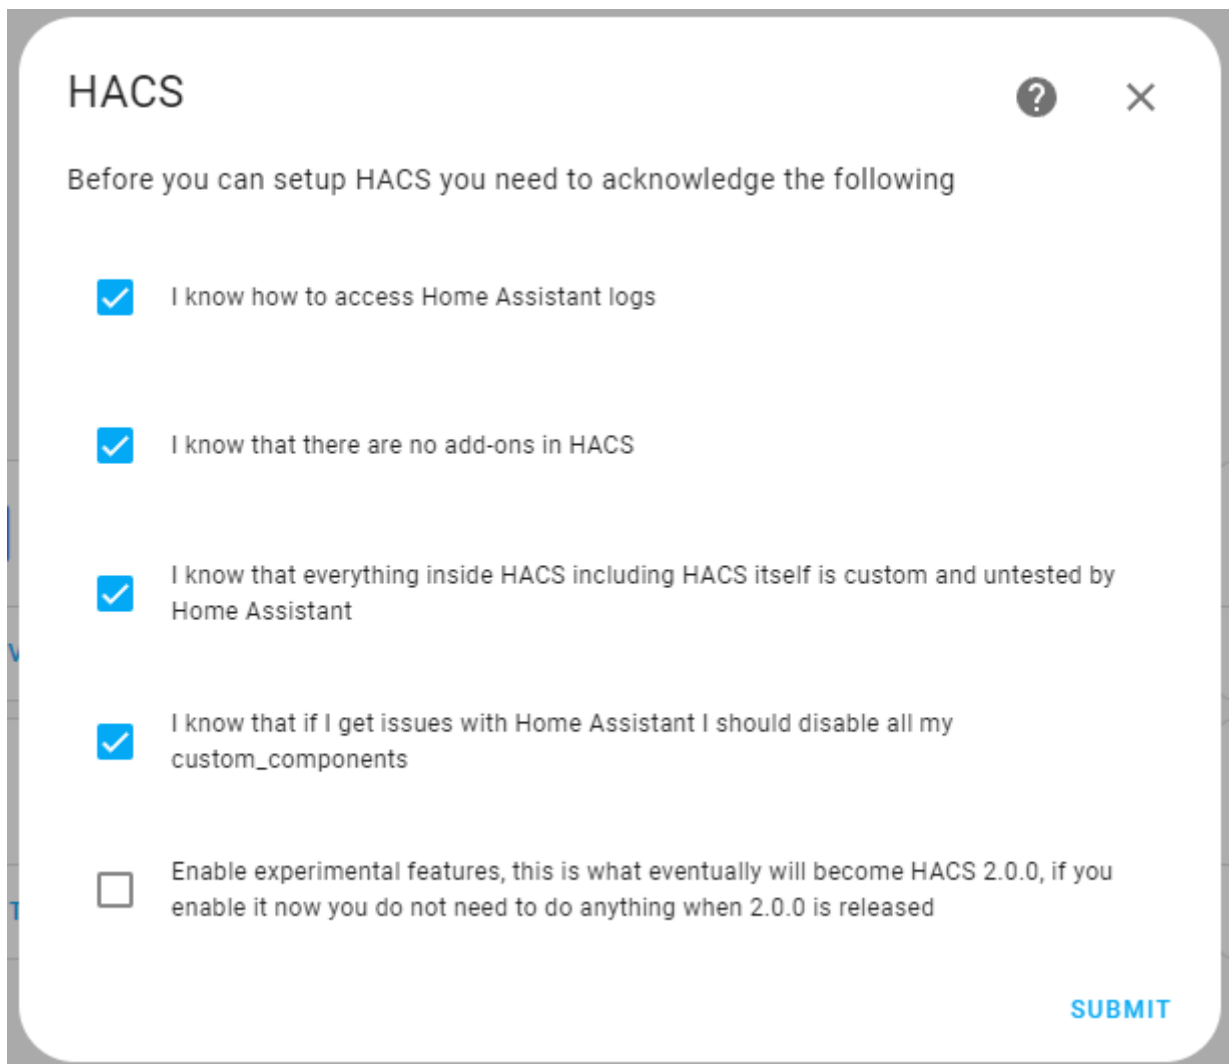 HACS
Before you can setup HACS you need to acknowledge the following
I know how to access Home Assistant logs
I know that there are no add-ons in HACS
I know that everything inside HACS including HACS itself is custom and untested by
Home Assistant
I know that if I get issues with Home Assistant I should disable all my
custom_components
Enable experimental features, this is what eventually will become HACS 2.0.0, if you
enable it now you do not need to do anything when 2.0.0 is released
SUBMIT